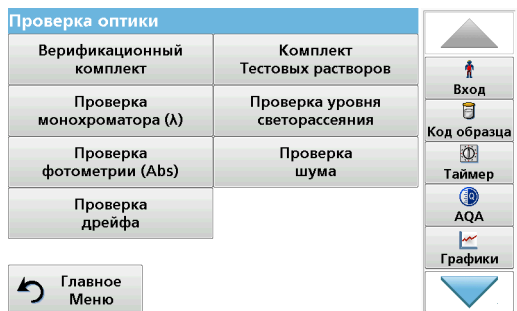 Проверка оптики
Верификационный
комплект
Комплект
Тестовых растворов
Проверка
монохроматора (λ)
Проверка уровня
светорассеяния
Проверка
фотометрии (Abs)
Проверка
шума
Проверка
дрейфа
Главное
Меню
Вход
Код образца
Таймер
AQA
Графики